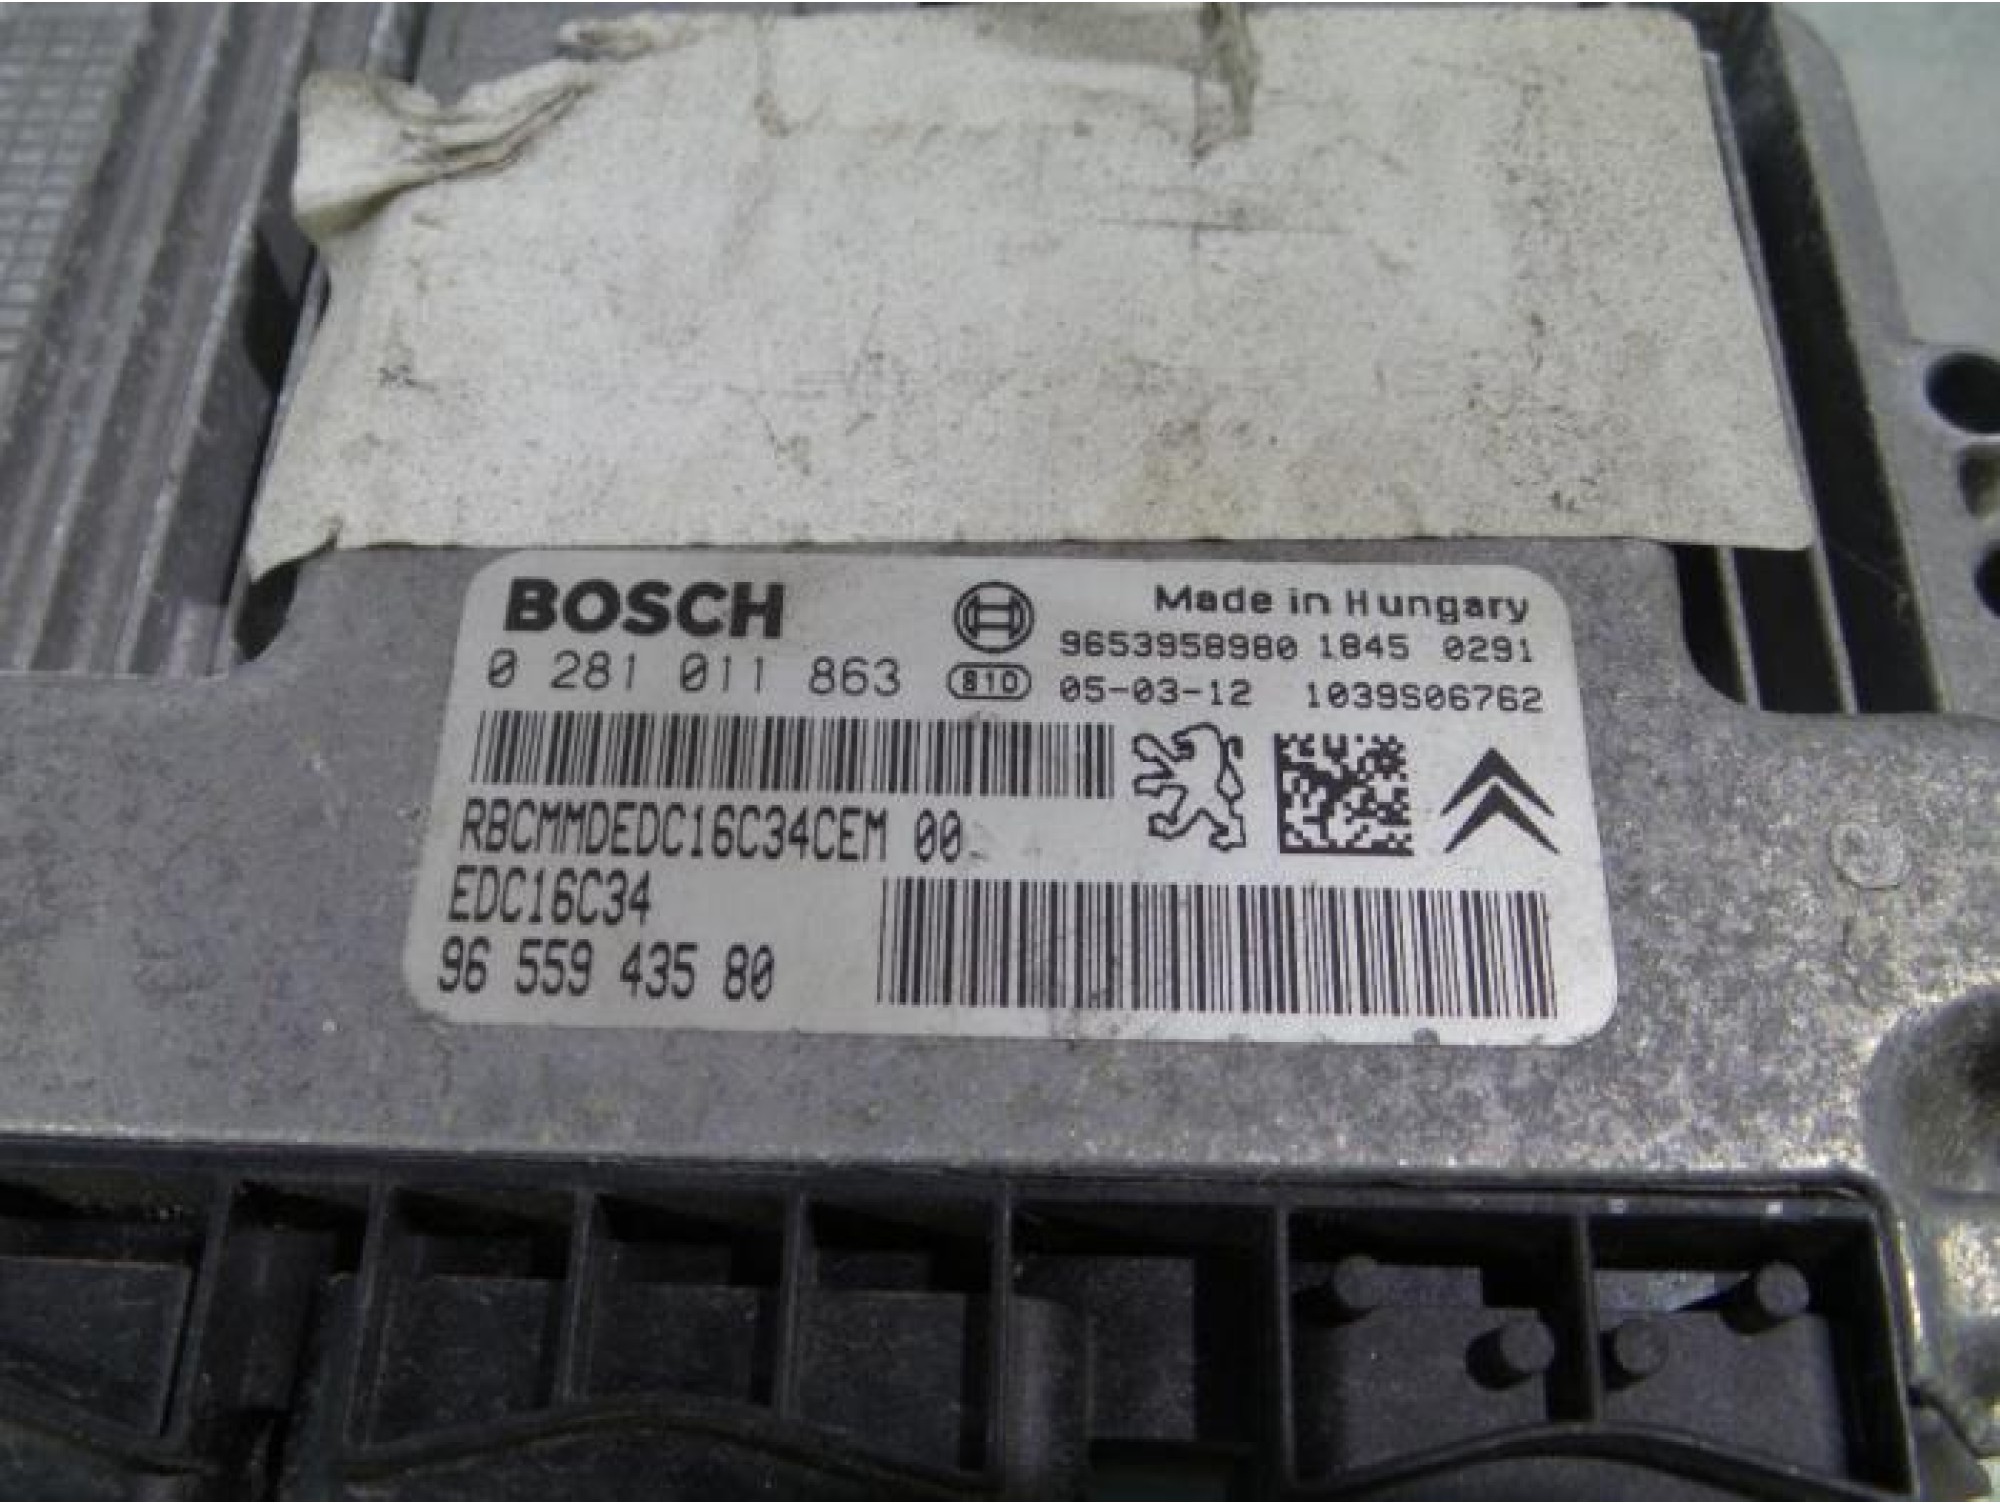 BOSCH
Made in Hungary
9653958980 1845 0291
0 281 011 863
810
05-03-12 1039S06762
RBCMMDEDC16C34CEM 00
EDC16C34
96 559 435 80